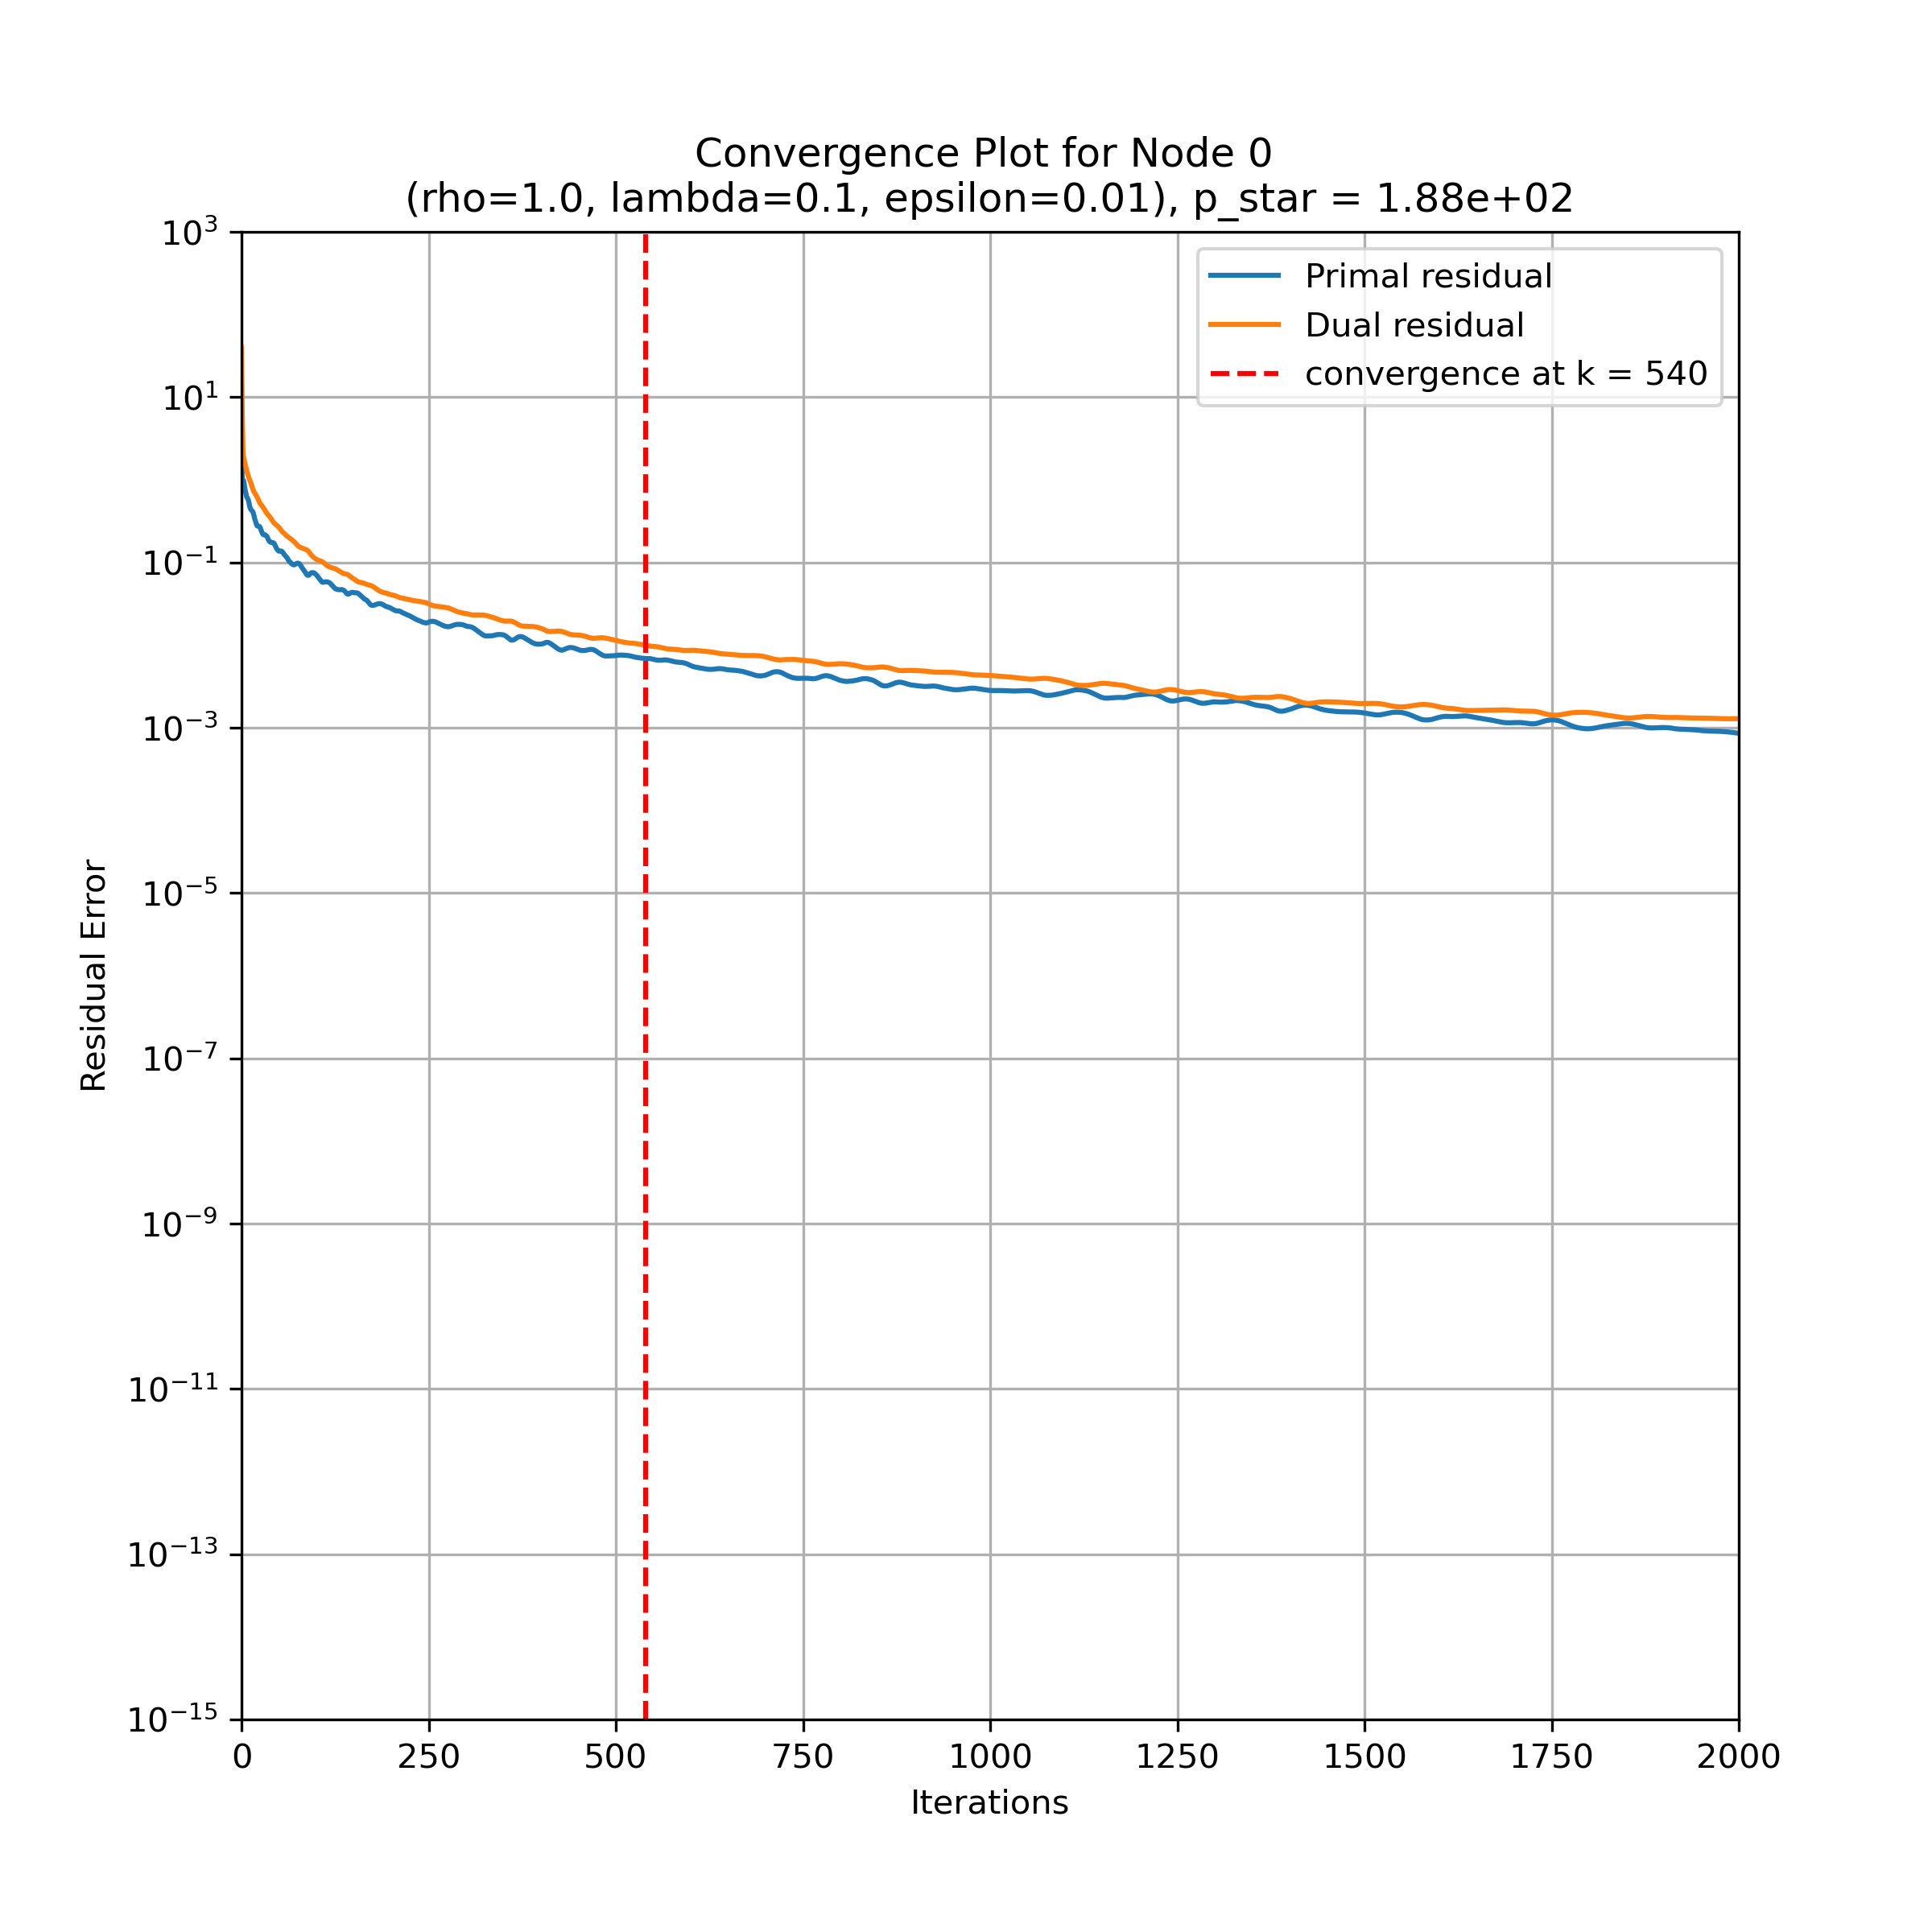 Convergence Plot for Node 0
(rho=1.0, lambda=0.1, epsilon=0.01), p_star = 1.88e+02
Primal residual
Dual residual
convergence at k = 540
10³
10¹
10⁻¹
10⁻³
10⁻⁵
10⁻⁷
10⁻⁹
10⁻¹¹
10⁻¹³
10⁻¹⁵
Residual Error
0 250 500 750 1000 1250 1500 1750 2000
Iterations